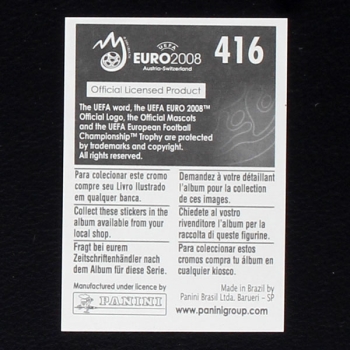 UEFA
EURO2008™
Austria-Switzerland
416
Official Licensed Product
The UEFA word, the UEFA EURO 2008™
Official Logo, the Official Mascots
and the UEFA European Football
Championship™ Trophy are protected
by trademarks and copyright.
All rights reserved.
Para colecionar este cromo
compre seu Livro Ilustrado
em qualquer banca.
Collect these stickers in the
album available from your
local shop.
Fragt bei eurem
Zeitschriftenhändler nach
dem Album für diese Serie.
Manufactured under licence by
PANINI
Demandez à votre détaillant
l'album pour la collection
de ces images.
Chiedete al vostro
rivenditore l'album per la
raccolta di queste figurine.
Para coleccionar estos
cromos compra tu álbum en
cualquier kiosco.
Made in Brazil by
Panini Brasil Ltda, Barueri - SP
www.paninigroup.com